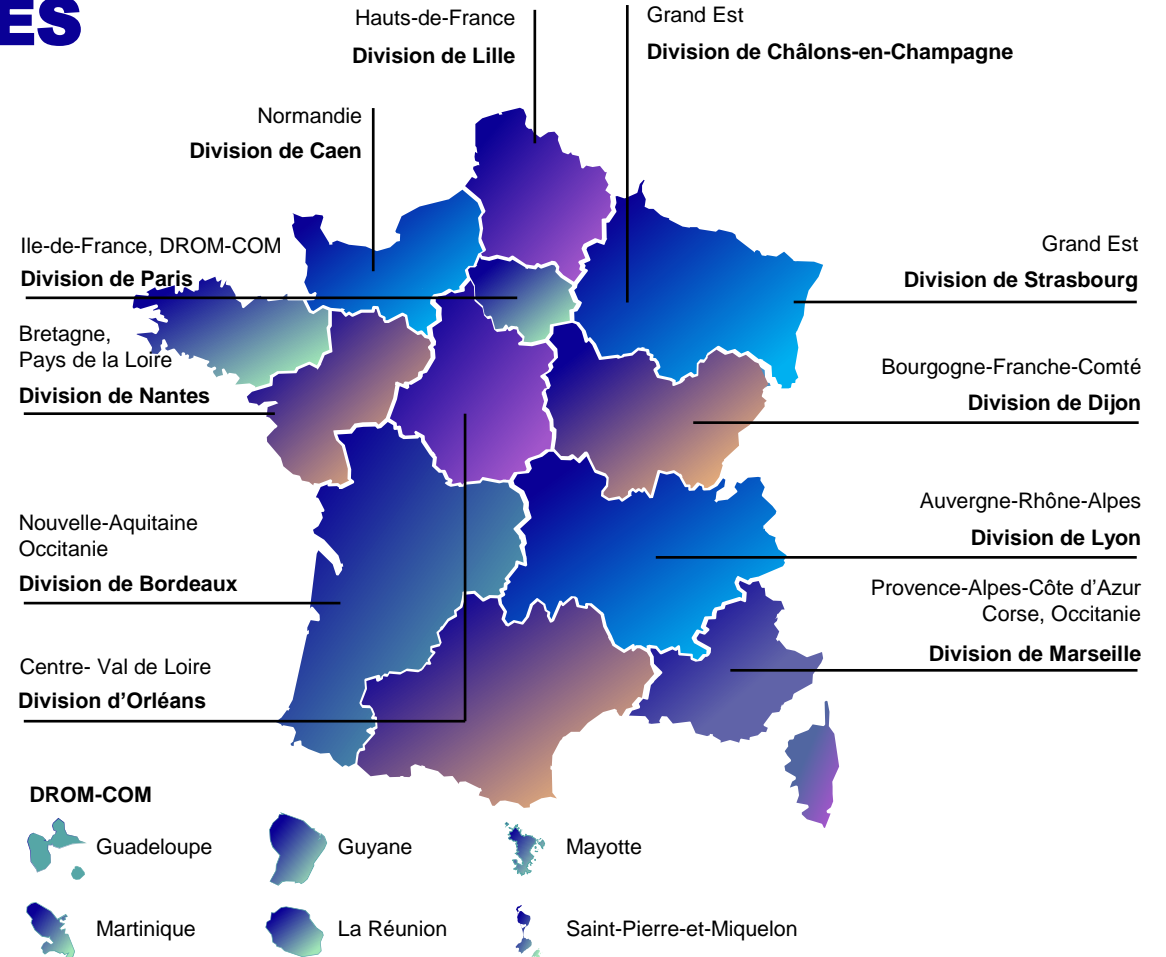 ES
Hauts-de-France
Division de Lille
Grand Est
Division de Châlons-en-Champagne
Normandie
Division de Caen
Ile-de-France, DROM-COM
Division de Paris
Grand Est
Division de Strasbourg
Bretagne,
Pays de la Loire
Division de Nantes
Bourgogne-Franche-Comté
Division de Dijon
Nouvelle-Aquitaine
Occitanie
Division de Bordeaux
Auvergne-Rhône-Alpes
Division de Lyon
Provence-Alpes-Côte d’Azur
Corse, Occitanie
Division de Marseille
Centre- Val de Loire
Division d’Orléans
DROM-COM
Guadeloupe
Guyane
Mayotte
Martinique
La Réunion
Saint-Pierre-et-Miquelon